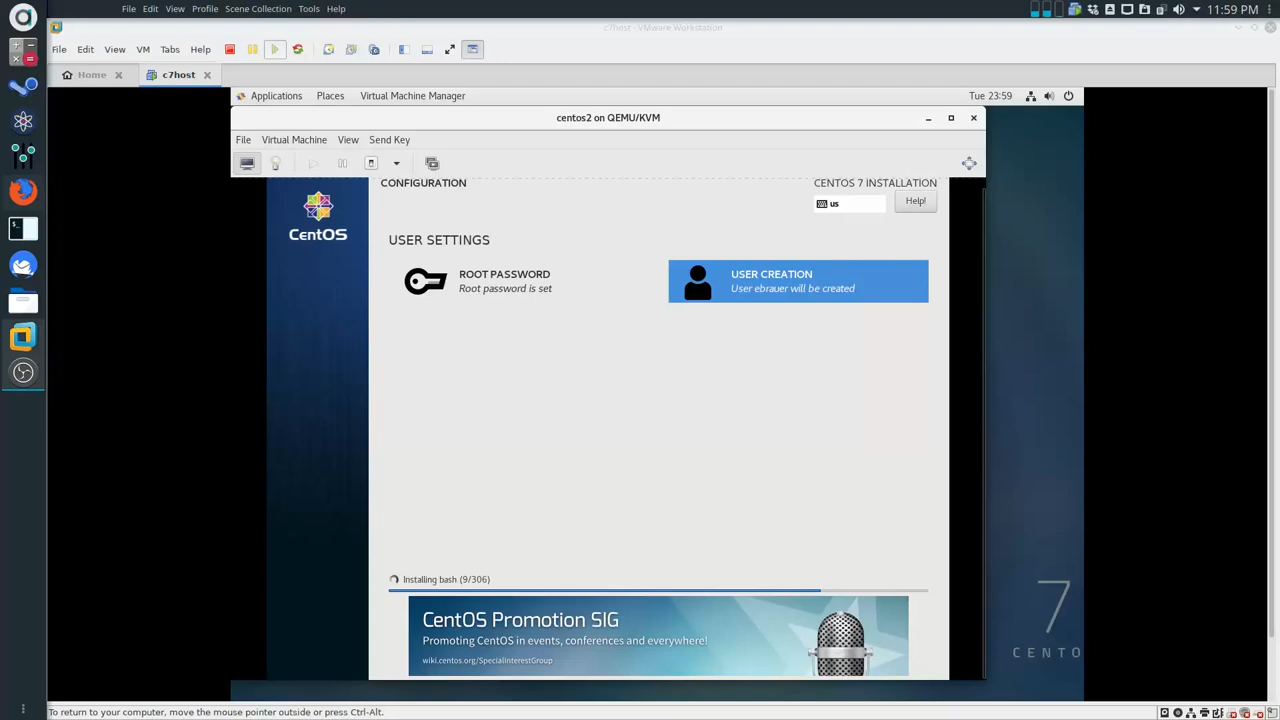 File Edit View Profile Scene Collection Tools Help
11:59 PM
c7host - VMware Workstation
File Edit View VM Tabs Help
Home c7host
Applications Places Virtual Machine Manager
Tue 23:59
centos2 on QEMU/KVM
File Virtual Machine View Send Key
CONFIGURATION
CENTOS 7 INSTALLATION
us
Help!
CentOS
USER SETTINGS
ROOT PASSWORD
Root password is set
USER CREATION
User ebrauer will be created
Installing bash (9/306)
CentOS Promotion SIG
Promoting CentOS in events, conferences and everywhere!
wiki.centos.org/SpecialInterestGroup
7
CENTO
To return to your computer, move the mouse pointer outside or press Ctrl-Alt.